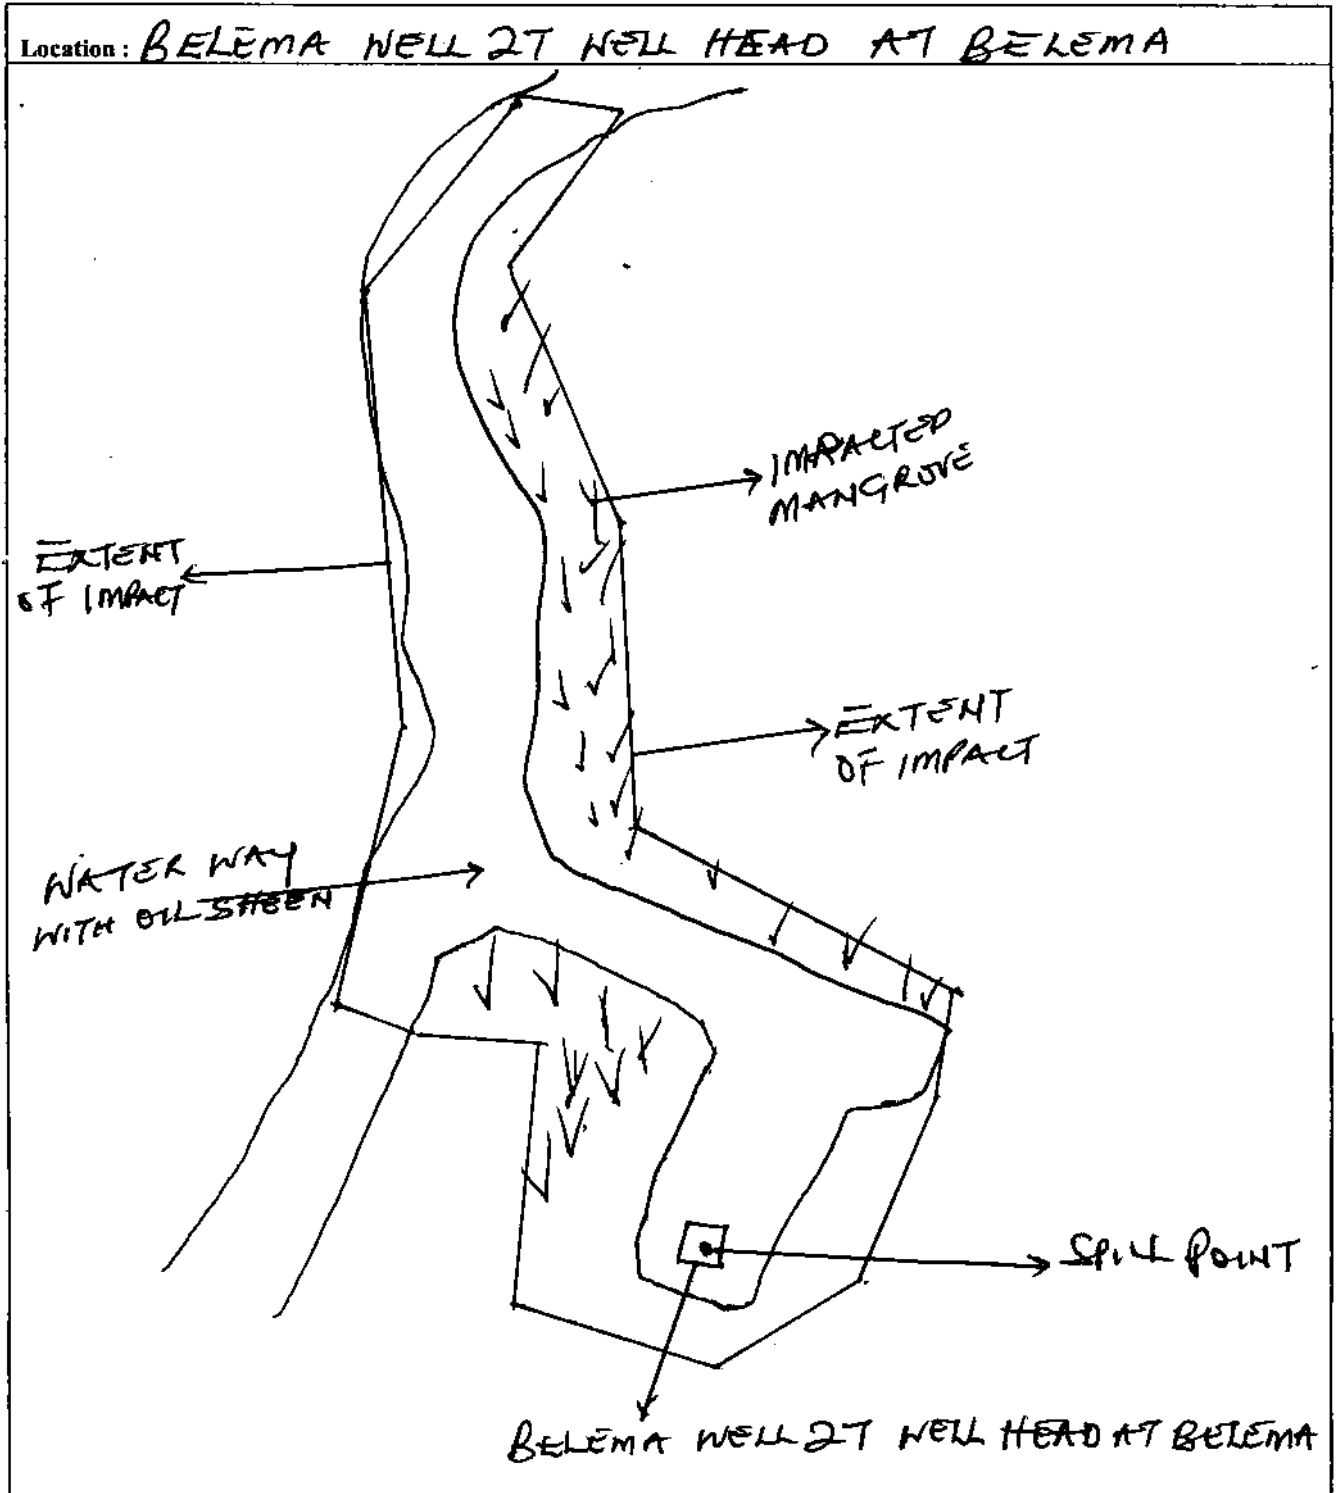 Location : BELEMA WELL 2T WELL HEAD AT BELEMA
IMPACTED
MANGROVE
EXTENT
OF IMPACT
EXTENT
OF IMPACT
WATER WAY
WITH OIL SHEEN
SPILL POINT
BELEMA WELL 2T WELL HEAD AT BELEMA